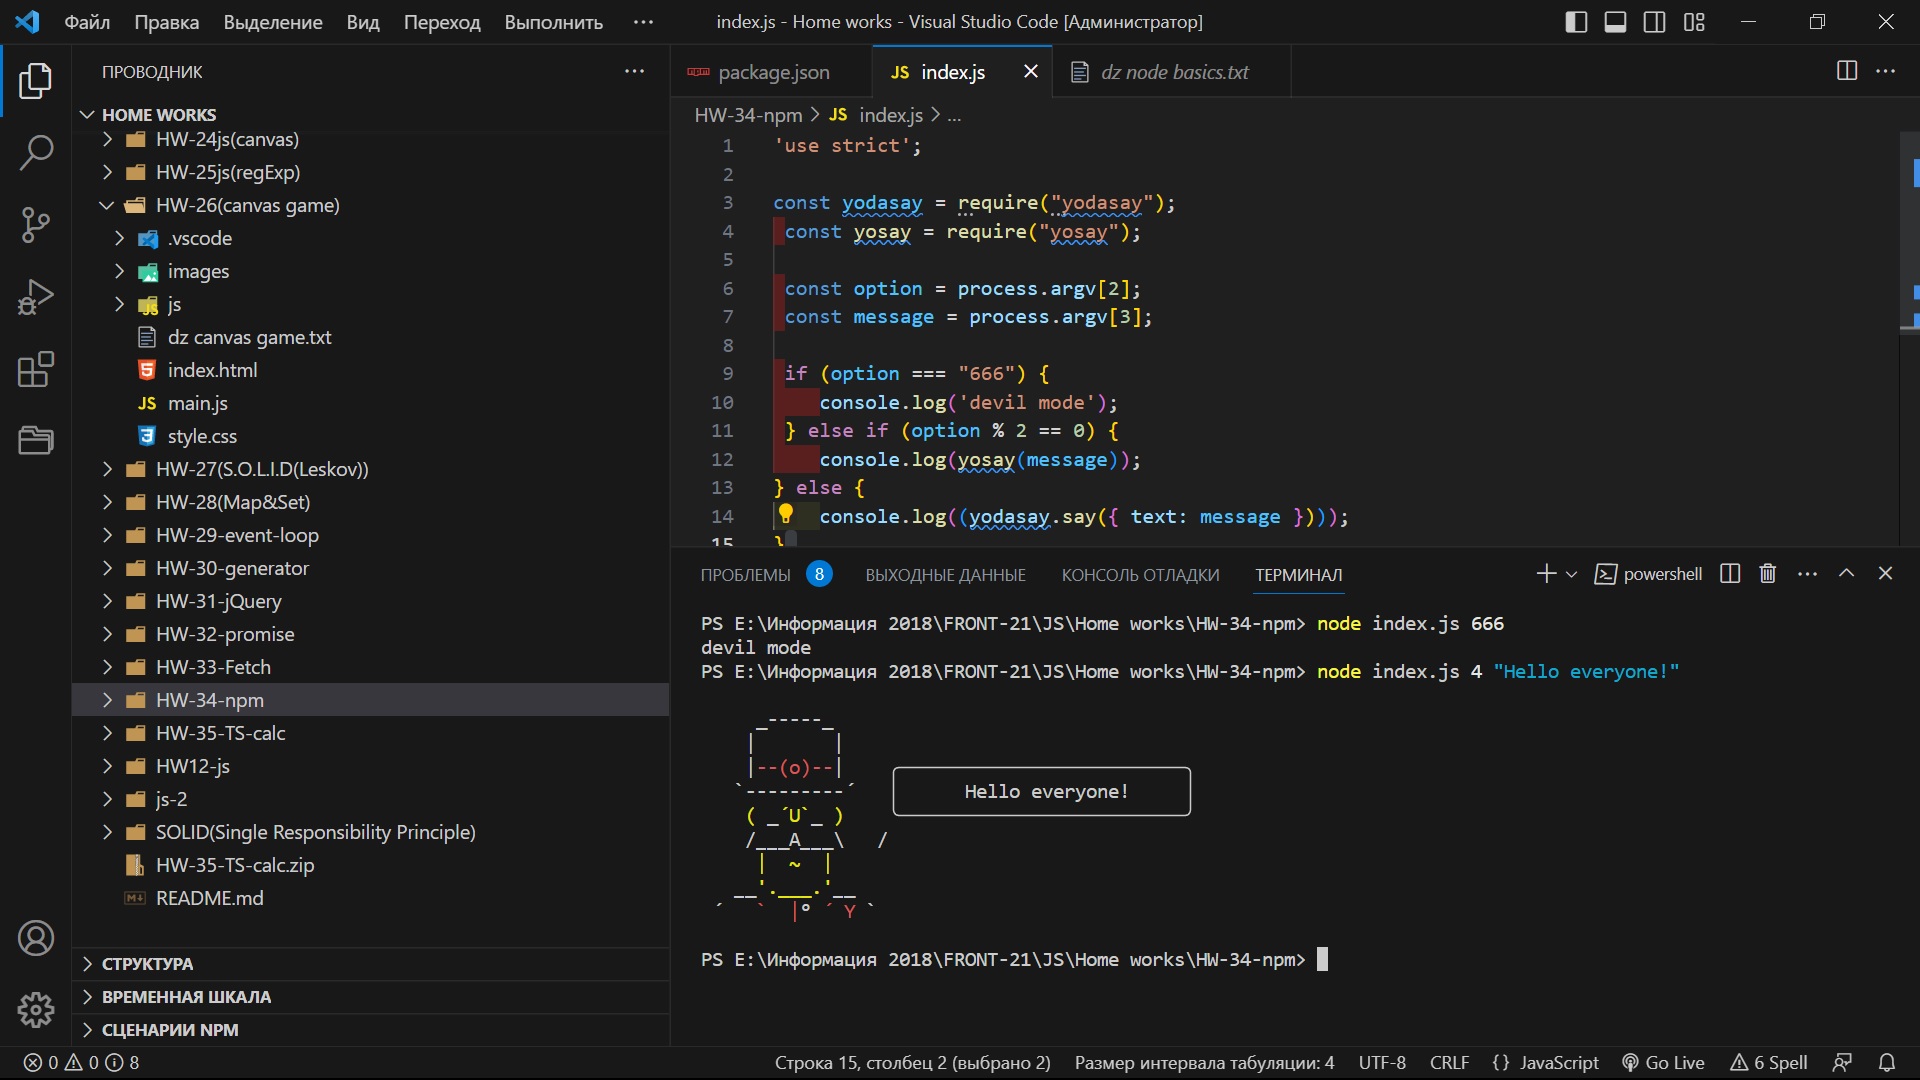 Файл Правка Выделение Вид Переход Выполнить ··· index.js - Home works - Visual Studio Code [Администратор]
ПРОВОДНИК ···
HOME WORKS
HW-24js(canvas)
HW-25js(regExp)
HW-26(canvas game)
.vscode
images
js
dz canvas game.txt
index.html
JS main.js
style.css
HW-27(S.O.L.I.D(Leskov))
HW-28(Map&Set)
HW-29-event-loop
HW-30-generator
HW-31-jQuery
HW-32-promise
HW-33-Fetch
HW-34-npm
HW-35-TS-calc
HW12-js
js-2
SOLID(Single Responsibility Principle)
HW-35-TS-calc.zip
README.md
СТРУКТУРА
ВРЕМЕННАЯ ШКАЛА
СЦЕНАРИИ NPM
package.json JS index.js dz node basics.txt
HW-34-npm > JS index.js > ...
1 'use strict';
2
3 const yodasay = require("yodasay");
4 const yosay = require("yosay");
5
6 const option = process.argv[2];
7 const message = process.argv[3];
8
9 if (option === "666") {
10 console.log('devil mode');
11 } else if (option % 2 == 0) {
12 console.log(yosay(message));
13 } else {
14 console.log((yodasay.say({ text: message })));
15 }
ПРОБЛЕМЫ 8 ВЫХОДНЫЕ ДАННЫЕ КОНСОЛЬ ОТЛАДКИ ТЕРМИНАЛ powershell
PS E:\Информация 2018\FRONT-21\JS\Home works\HW-34-npm> node index.js 666
devil mode
PS E:\Информация 2018\FRONT-21\JS\Home works\HW-34-npm> node index.js 4 "Hello everyone!"
     _-----_
    |       |
    |--(o)--|
   `---------´    Hello everyone!
    ( _´U`_ )
    /___A___\   /
     |  ~  |
   __'.___.'__
 ´   `  |° ´ Y `
PS E:\Информация 2018\FRONT-21\JS\Home works\HW-34-npm>
0 0 8 Строка 15, столбец 2 (выбрано 2) Размер интервала табуляции: 4 UTF-8 CRLF {} JavaScript Go Live 6 Spell